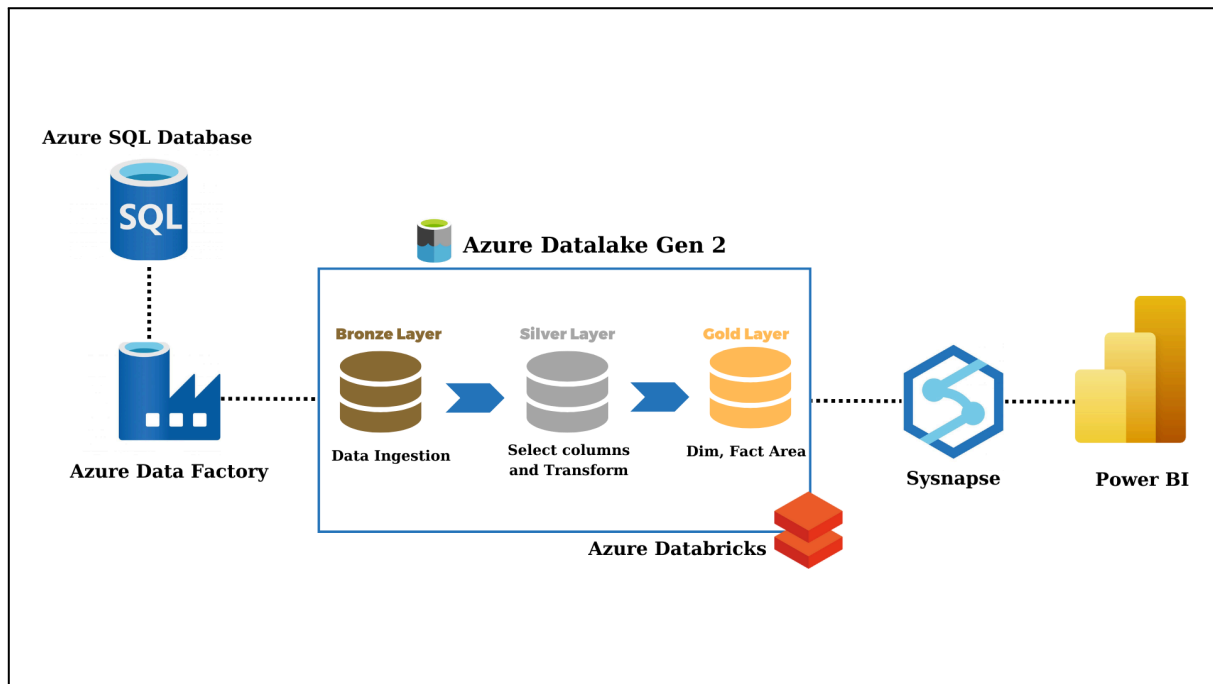 Azure SQL Database
SQL
Azure Datalake Gen 2
Bronze Layer
Silver Layer
Gold Layer
Data Ingestion
Select columns
and Transform
Dim, Fact Area
Azure Data Factory
Sysnapse
Power BI
Azure Databricks